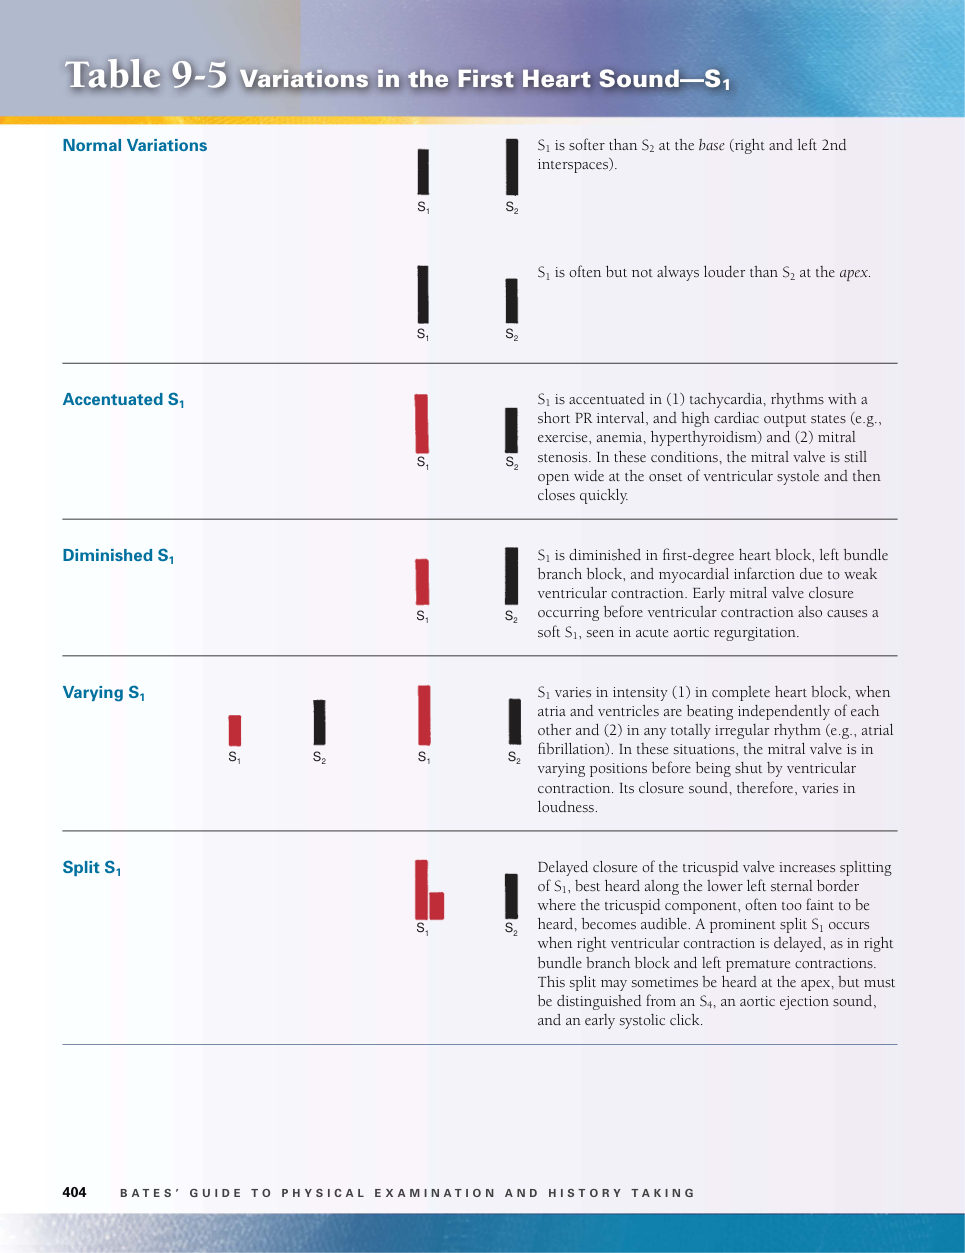 Table 9-5 Variations in the First Heart Sound—S₁
Normal Variations
S₁
S₂
S₁ is softer than S₂ at the base (right and left 2nd
interspaces).
S₁
S₂
S₁ is often but not always louder than S₂ at the apex.
Accentuated S₁
S₁
S₂
S₁ is accentuated in (1) tachycardia, rhythms with a
short PR interval, and high cardiac output states (e.g.,
exercise, anemia, hyperthyroidism) and (2) mitral
stenosis. In these conditions, the mitral valve is still
open wide at the onset of ventricular systole and then
closes quickly.
Diminished S₁
S₁
S₂
S₁ is diminished in first-degree heart block, left bundle
branch block, and myocardial infarction due to weak
ventricular contraction. Early mitral valve closure
occurring before ventricular contraction also causes a
soft S₁, seen in acute aortic regurgitation.
Varying S₁
S₁
S₂
S₁
S₂
S₁ varies in intensity (1) in complete heart block, when
atria and ventricles are beating independently of each
other and (2) in any totally irregular rhythm (e.g., atrial
fibrillation). In these situations, the mitral valve is in
varying positions before being shut by ventricular
contraction. Its closure sound, therefore, varies in
loudness.
Split S₁
S₁
S₂
Delayed closure of the tricuspid valve increases splitting
of S₁, best heard along the lower left sternal border
where the tricuspid component, often too faint to be
heard, becomes audible. A prominent split S₁ occurs
when right ventricular contraction is delayed, as in right
bundle branch block and left premature contractions.
This split may sometimes be heard at the apex, but must
be distinguished from an S₄, an aortic ejection sound,
and an early systolic click.
404 BATES' GUIDE TO PHYSICAL EXAMINATION AND HISTORY TAKING